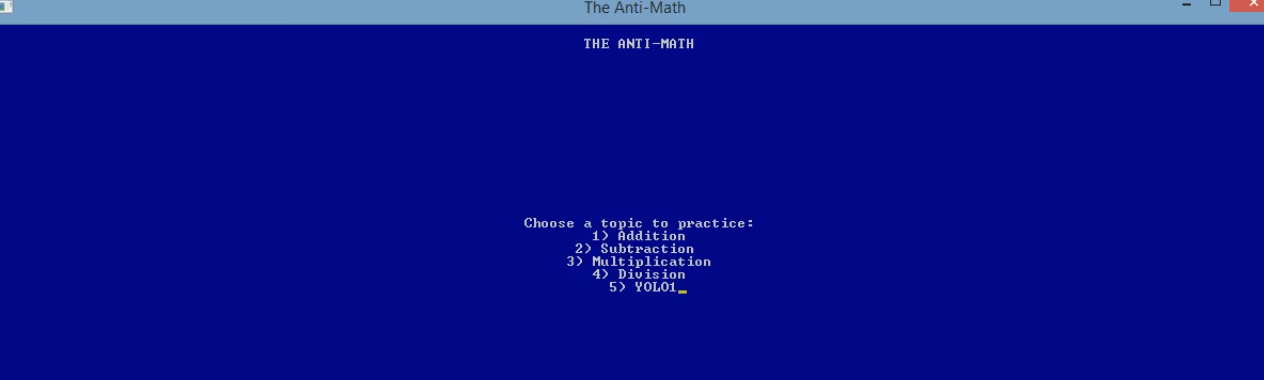 The Anti-Math
THE ANTI-MATH
Choose a topic to practice:
1) Addition
2) Subtraction
3) Multiplication
4) Division
5) YOLO1